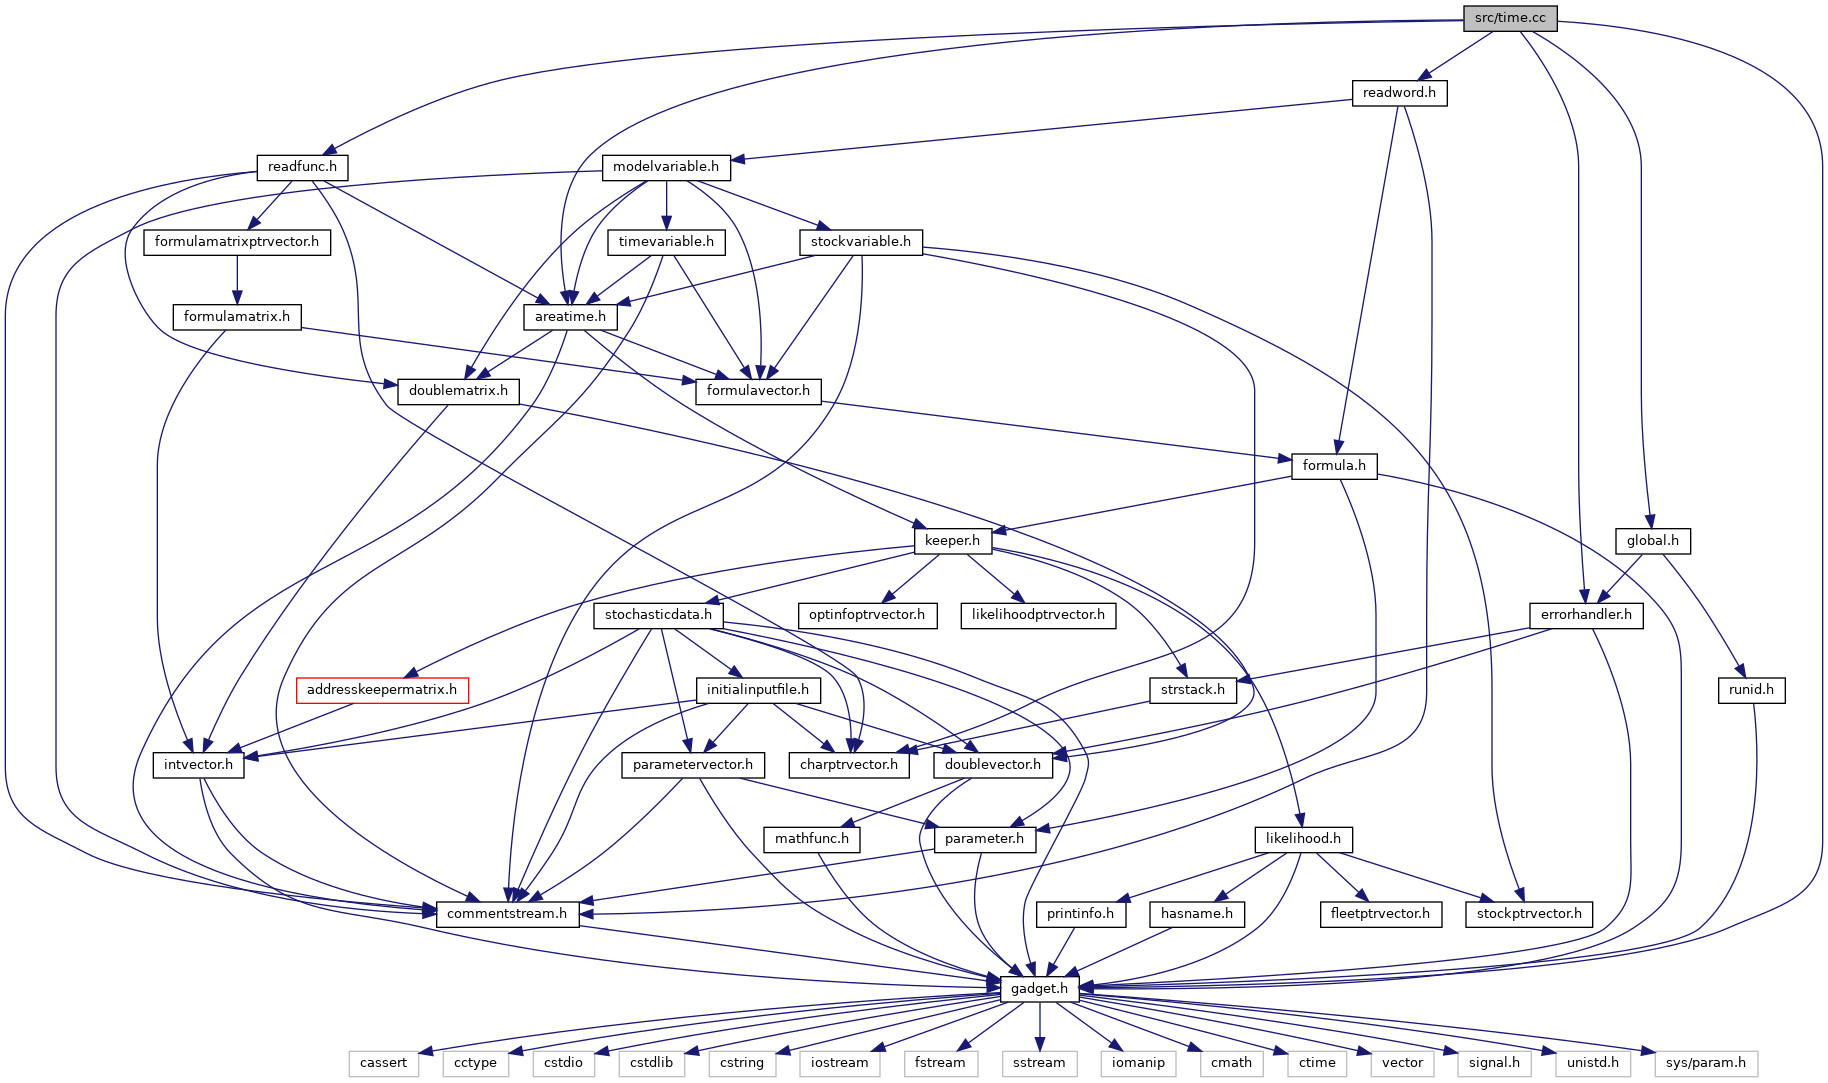 src/time.cc
readword.h
readfunc.h
modelvariable.h
formulamatrixptrvector.h
timevariable.h
stockvariable.h
formulamatrix.h
areatime.h
doublematrix.h
formulavector.h
formula.h
keeper.h
global.h
stochasticdata.h
optinfoptrvector.h
likelihoodptrvector.h
errorhandler.h
addresskeepermatrix.h
initialinputfile.h
strstack.h
runid.h
intvector.h
parametervector.h
charptrvector.h
doublevector.h
mathfunc.h
parameter.h
likelihood.h
commentstream.h
printinfo.h
hasname.h
fleetptrvector.h
stockptrvector.h
gadget.h
cassert
cctype
cstdio
cstdlib
cstring
iostream
fstream
sstream
iomanip
cmath
ctime
vector
signal.h
unistd.h
sys/param.h